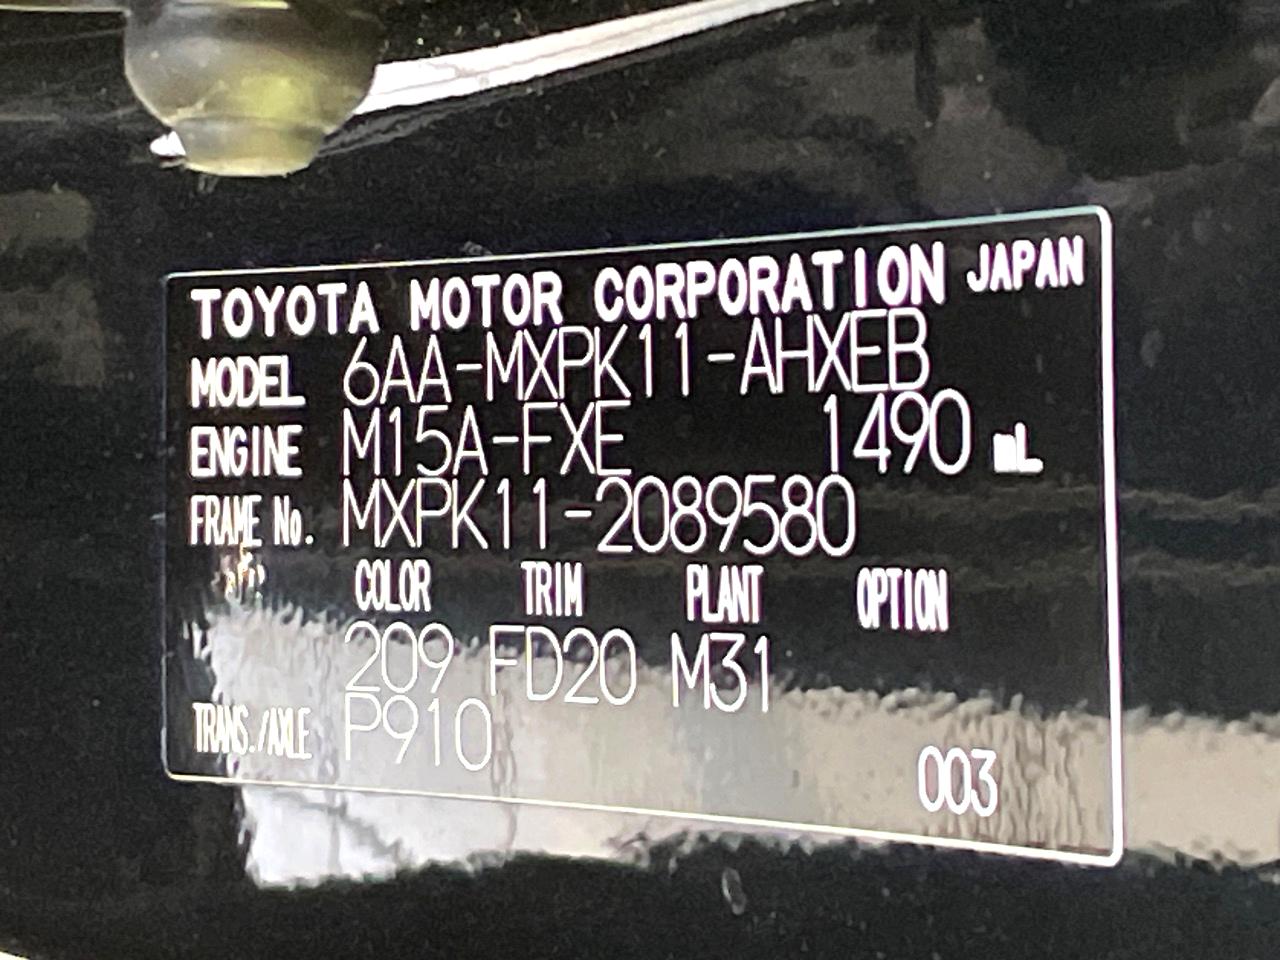 TOYOTA MOTOR CORPORATION JAPAN
MODEL 6AA-MXPK11-AHXEB
ENGINE M15A-FXE 1490 mL
FRAME No. MXPK11-2089580
COLOR TRIM PLANT OPTION
209 FD20 M31
TRANS./AXLE P910
003